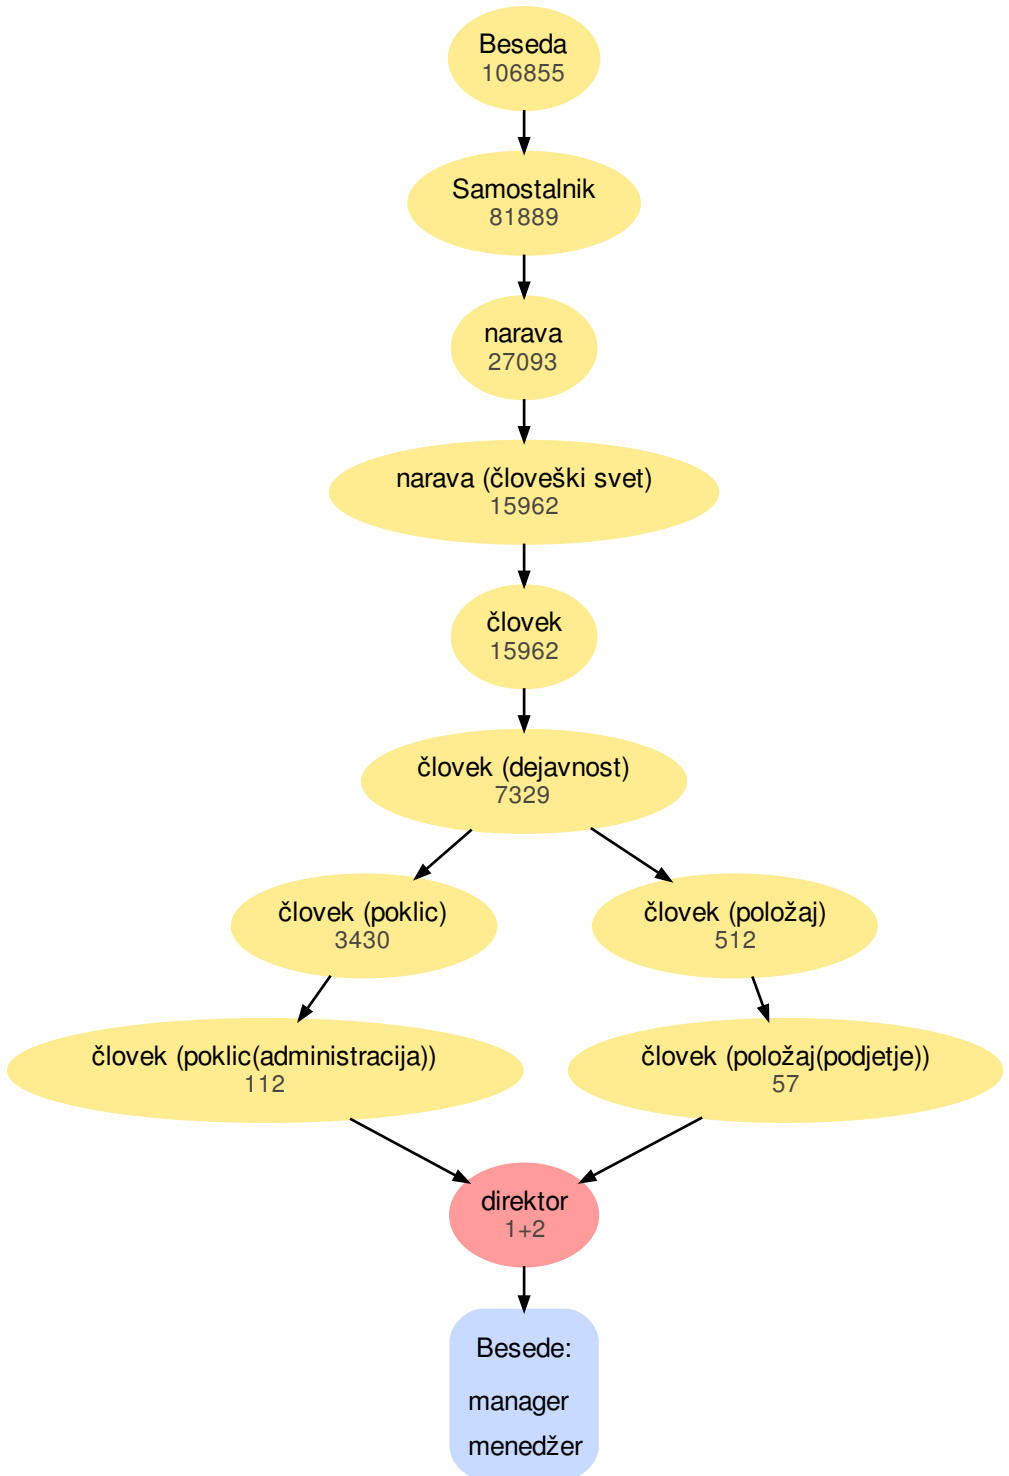 Beseda
106855
Samostalnik
81889
narava
27093
narava (človeški svet)
15962
človek
15962
človek (dejavnost)
7329
človek (poklic)
3430
človek (položaj)
512
človek (poklic(administracija))
112
človek (položaj(podjetje))
57
direktor
1+2
Besede:
manager
menedžer